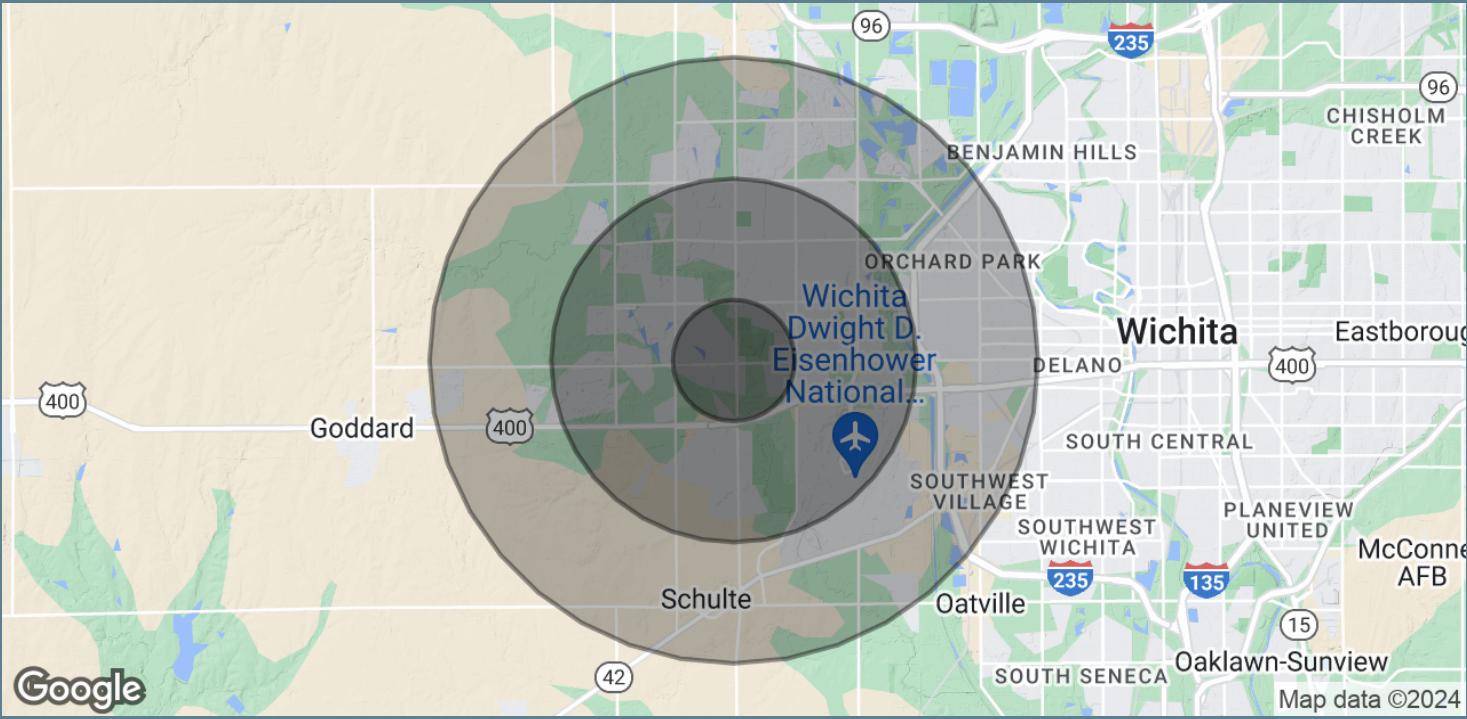 96
235
96
CHISHOLM
CREEK
BENJAMIN HILLS
ORCHARD PARK
Wichita
Dwight D.
Eisenhower
National...
Wichita
Eastboroug
DELANO
400
400
Goddard
400
SOUTH CENTRAL
SOUTHWEST
VILLAGE
PLANEVIEW
UNITED
SOUTHWEST
WICHITA
McConne
AFB
235
135
Schulte
Oatville
15
Oaklawn-Sunview
42
SOUTH SENECA
Google
Map data ©2024